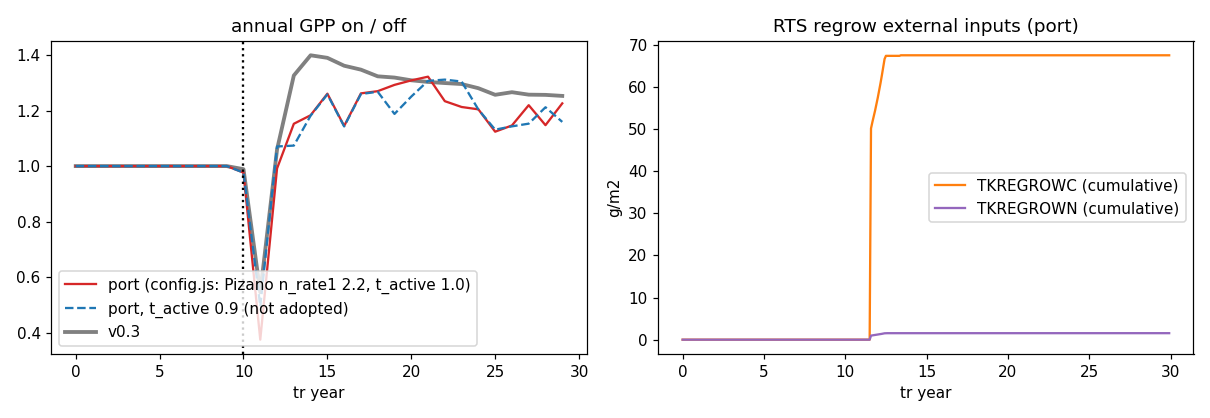 annual GPP on / off
1.4
1.2
1.0
0.8
0.6
0.4
port (config.js: Pizano n_rate1 2.2, t_active 1.0)
port, t_active 0.9 (not adopted)
v0.3
0
5
10
15
20
25
30
tr year
RTS regrow external inputs (port)
g/m2
70
60
50
40
30
20
10
0
TKREGROWC (cumulative)
TKREGROWN (cumulative)
0
5
10
15
20
25
30
tr year